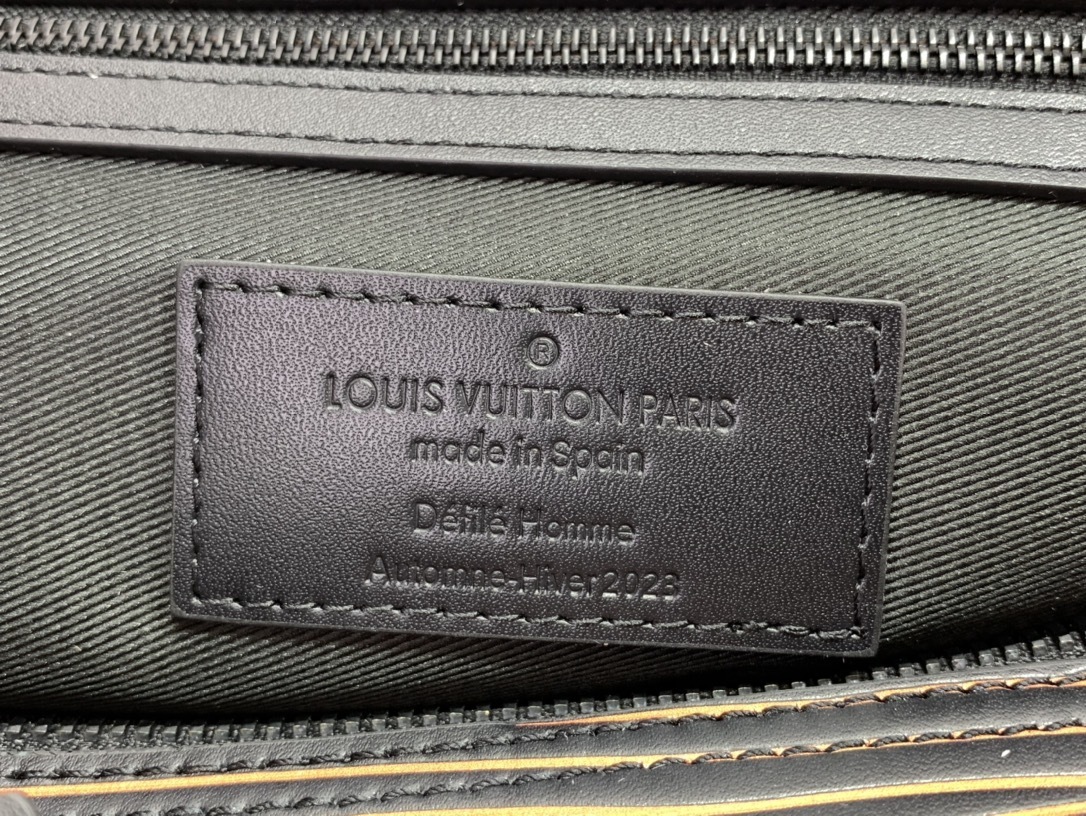 ®
LOUIS VUITTON PARIS
made in Spain
Défilé Homme
Automne-Hiver 2023